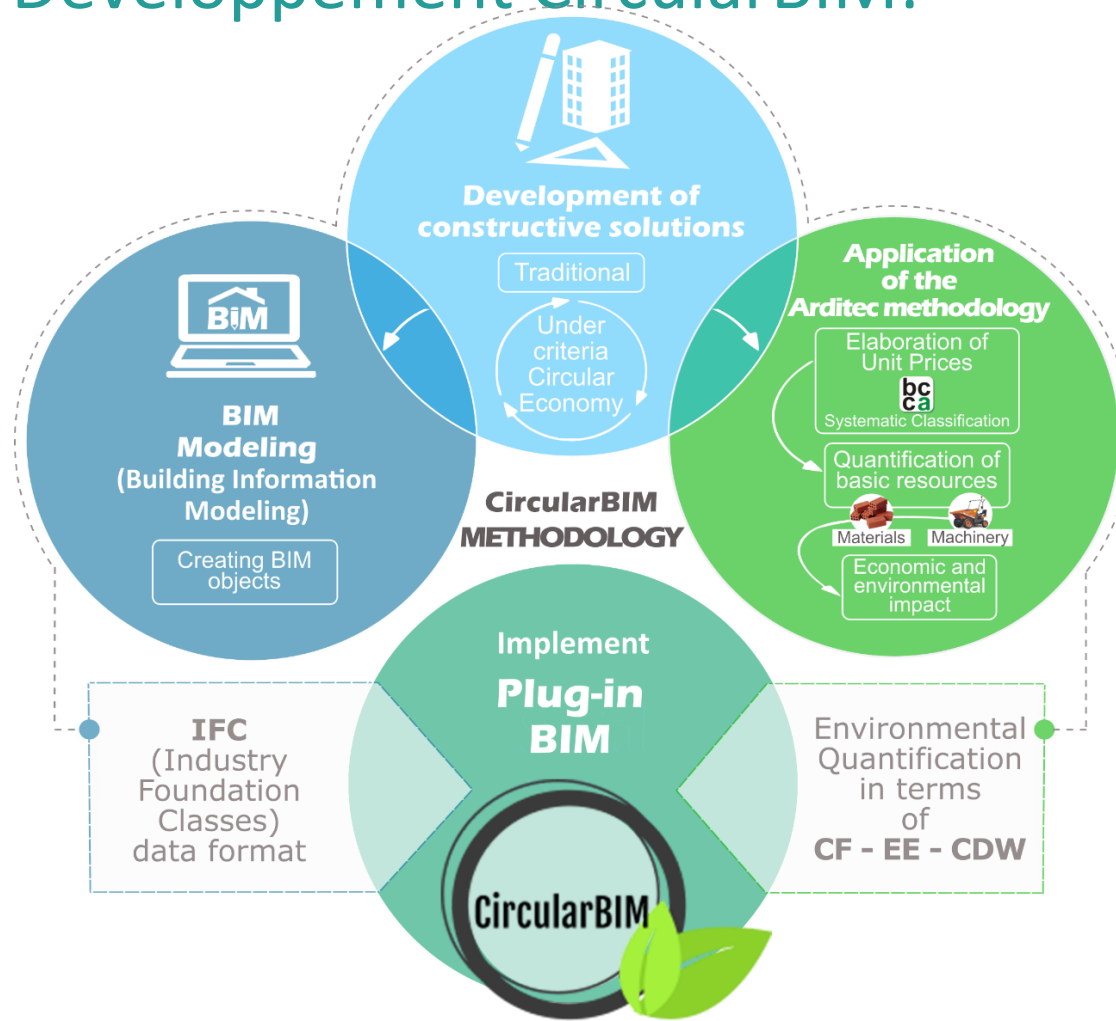 Développement CircularBIM:
Development of
constructive solutions
Traditional
Under
criteria
Circular
Economy
BIM
BIM
Modeling
(Building Information
Modeling)
Creating BIM
objects
Application
of the
Arditec methodology
Elaboration of
Unit Prices
bc
ca
Systematic Classification
Quantification of
basic resources
Materials
Machinery
Economic and
environmental
impact
CircularBIM
METHODOLOGY
Implement
Plug-in
BIM
CircularBIM
IFC
(Industry
Foundation
Classes)
data format
Environmental
Quantification
in terms
of
CF - EE - CDW